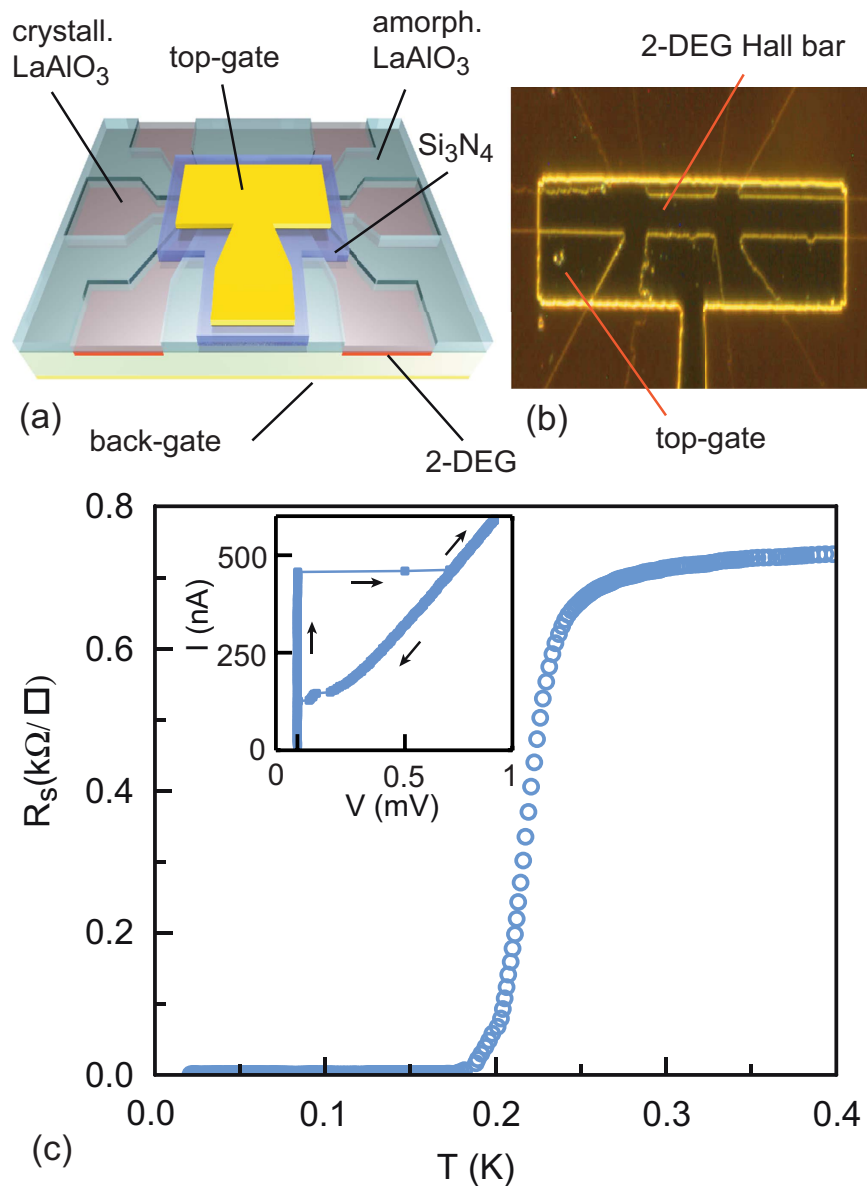 crystall.
LaAlO3
top-gate
amorph.
LaAlO3
Si3N4
2-DEG Hall bar
(a)
back-gate
2-DEG
(b)
top-gate
0.8
0.6
0.4
0.2
0.0
Rs(kΩ/□)
500
250
0
I (nA)
0
0.5
1
V (mV)
0.0
0.1
0.2
0.3
0.4
(c)
T (K)